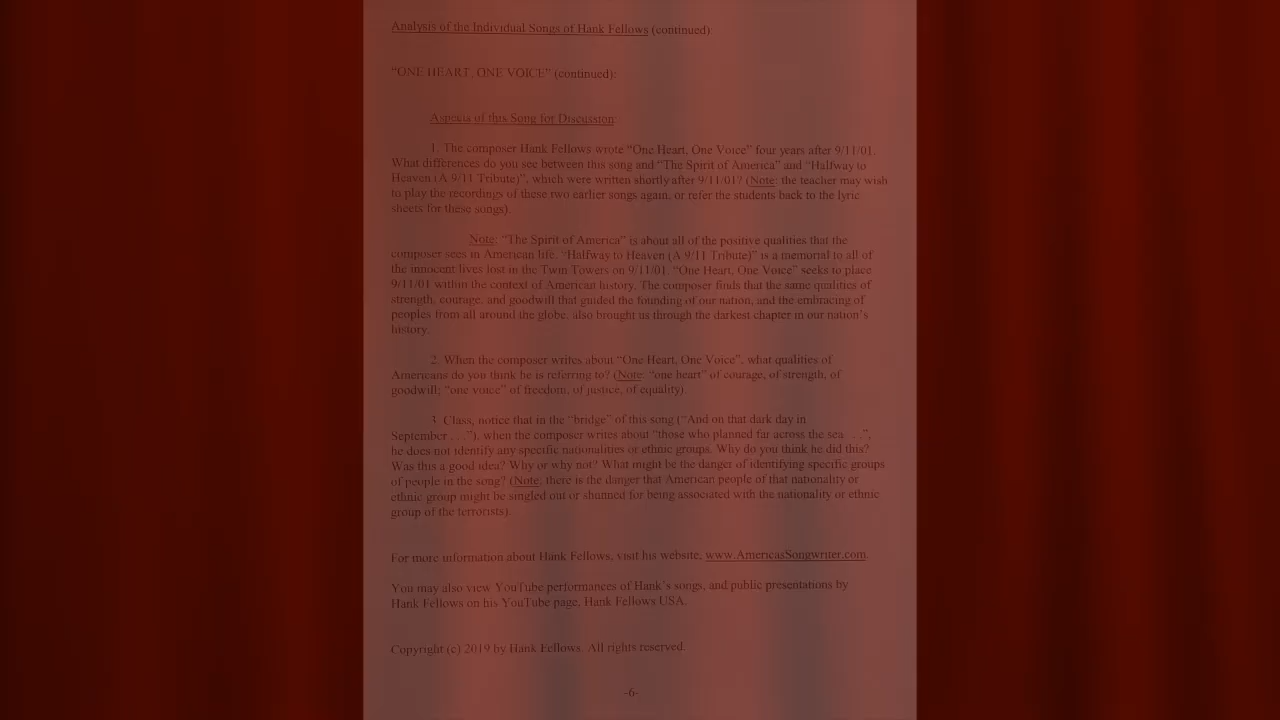 Analysis of the Individual Songs of Hank Fellows (continued)
"ONE HEART, ONE VOICE" (continued):
Aspects of this Song for Discussion:
1. The composer Hank Fellows wrote "One Heart, One Voice" four years after 9/11/01.
What differences do you see between this song and "The Spirit of America" and "Halfway to
Heaven (A 9/11 Tribute)", which were written shortly after 9/11/01? (Note: the teacher may wish
to play the recordings of these two earlier songs again, or refer the students back to the lyric
sheets for these songs).
Note: "The Spirit of America" is about all of the positive qualities that the
composer sees in American life. "Halfway to Heaven (A 9/11 Tribute)" is a memorial to all of
the innocent lives lost in the Twin Towers on 9/11/01. "One Heart, One Voice" seeks to place
9/11/01 within the context of American history. The composer finds that the same qualities of
strength, courage, and goodwill that guided the founding of our nation, and the embracing of
peoples from all around the globe, also brought us through the darkest chapter in our nation's
history.
2. When the composer writes about "One Heart, One Voice", what qualities of
Americans do you think he is referring to? (Note: "one heart" of courage, of strength, of
goodwill; "one voice" of freedom, of justice, of equality).
3. Class, notice that in the "bridge" of this song ("And on that dark day in
September . . ."), when the composer writes about "those who planned far across the sea . . .",
he does not identify any specific nationalities or ethnic groups. Why do you think he did this?
Was this a good idea? Why or why not? What might be the danger of identifying specific groups
of people in the song? (Note: there is the danger that American people of that nationality or
ethnic group might be singled out or shunned for being associated with the nationality or ethnic
group of the terrorists).
For more information about Hank Fellows, visit his website, www.AmericasSongwriter.com.
You may also view YouTube performances of Hank's songs, and public presentations by
Hank Fellows on his YouTube page, Hank Fellows USA.
Copyright (c) 2019 by Hank Fellows. All rights reserved.
-6-